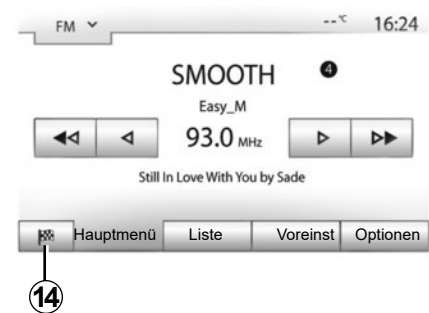 FM --°C 16:24
SMOOTH 4
Easy_M
93.0 MHz
Still In Love With You by Sade
Hauptmenü Liste Voreinst Optionen
14